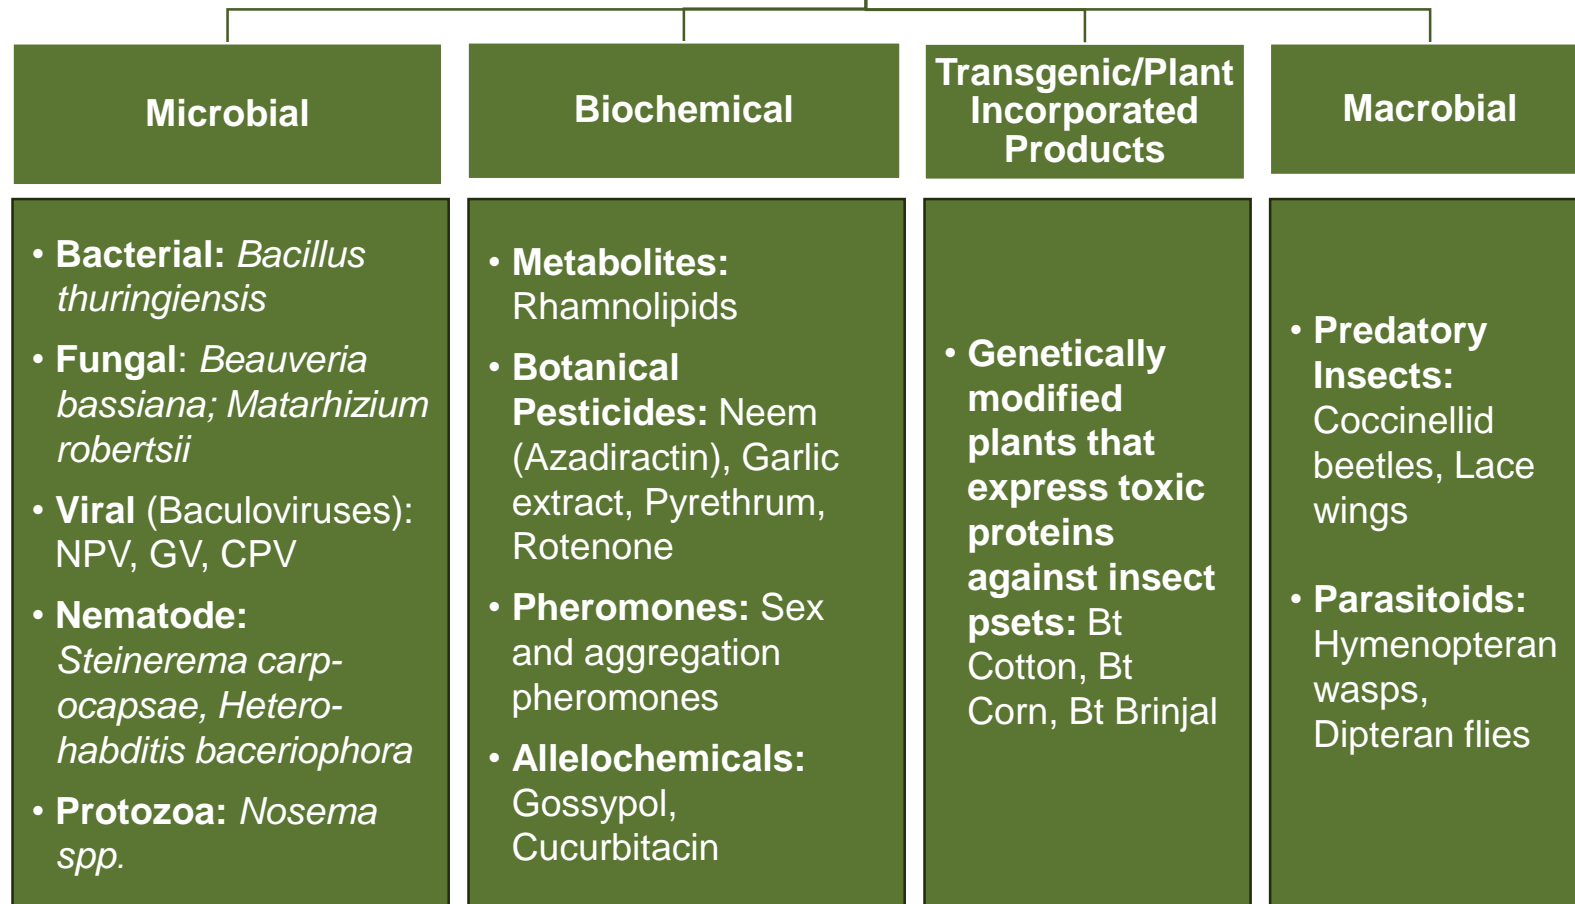 Microbial
Biochemical
Transgenic/Plant
Incorporated
Products
Macrobial
• Bacterial: Bacillus
thuringiensis
• Fungal: Beauveria
bassiana; Matarhizium
robertsii
• Viral (Baculoviruses):
NPV, GV, CPV
• Nematode:
Steinerema carp-
ocapsae, Hetero-
habditis baceriophora
• Protozoa: Nosema
spp.
• Metabolites:
Rhamnolipids
• Botanical
Pesticides: Neem
(Azadiractin), Garlic
extract, Pyrethrum,
Rotenone
• Pheromones: Sex
and aggregation
pheromones
• Allelochemicals:
Gossypol,
Cucurbitacin
• Genetically
modified
plants that
express toxic
proteins
against insect
psets: Bt
Cotton, Bt
Corn, Bt Brinjal
• Predatory
Insects:
Coccinellid
beetles, Lace
wings
• Parasitoids:
Hymenopteran
wasps,
Dipteran flies